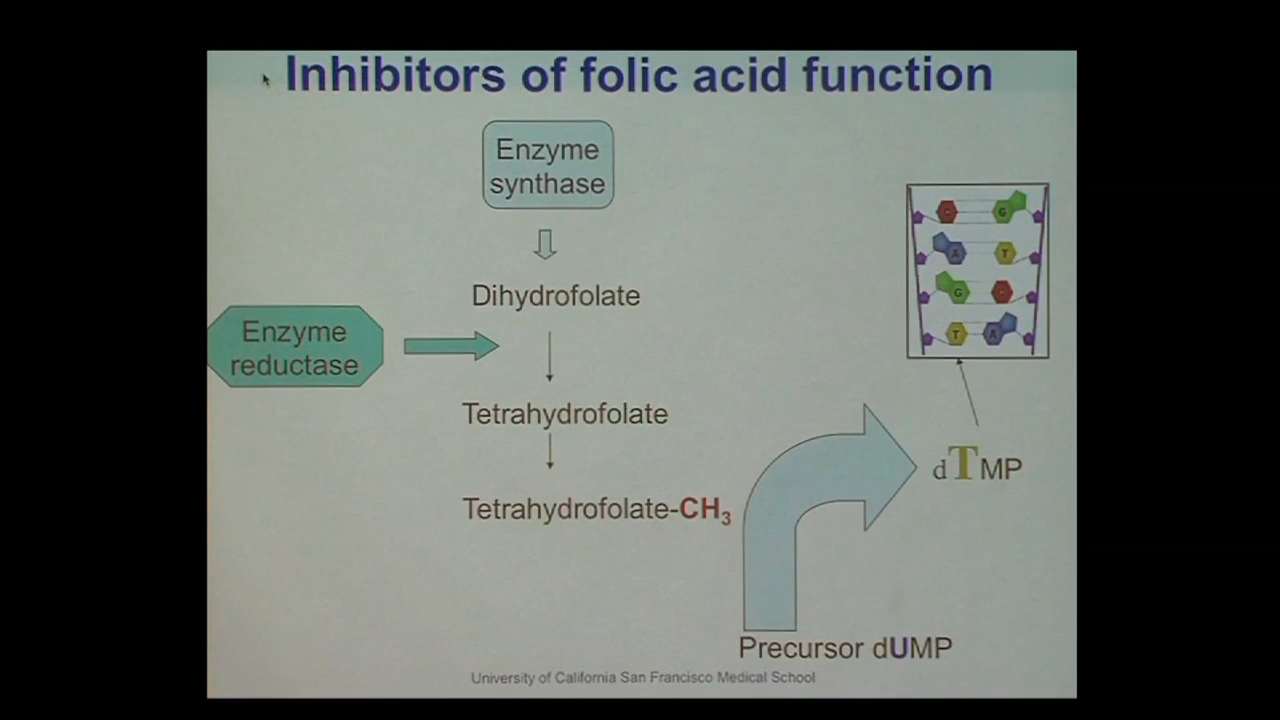 Inhibitors of folic acid function
Enzyme
synthase
Dihydrofolate
Enzyme
reductase
Tetrahydrofolate
Tetrahydrofolate-CH3
dTMP
Precursor dUMP
G
A T
G
T A
University of California San Francisco Medical School